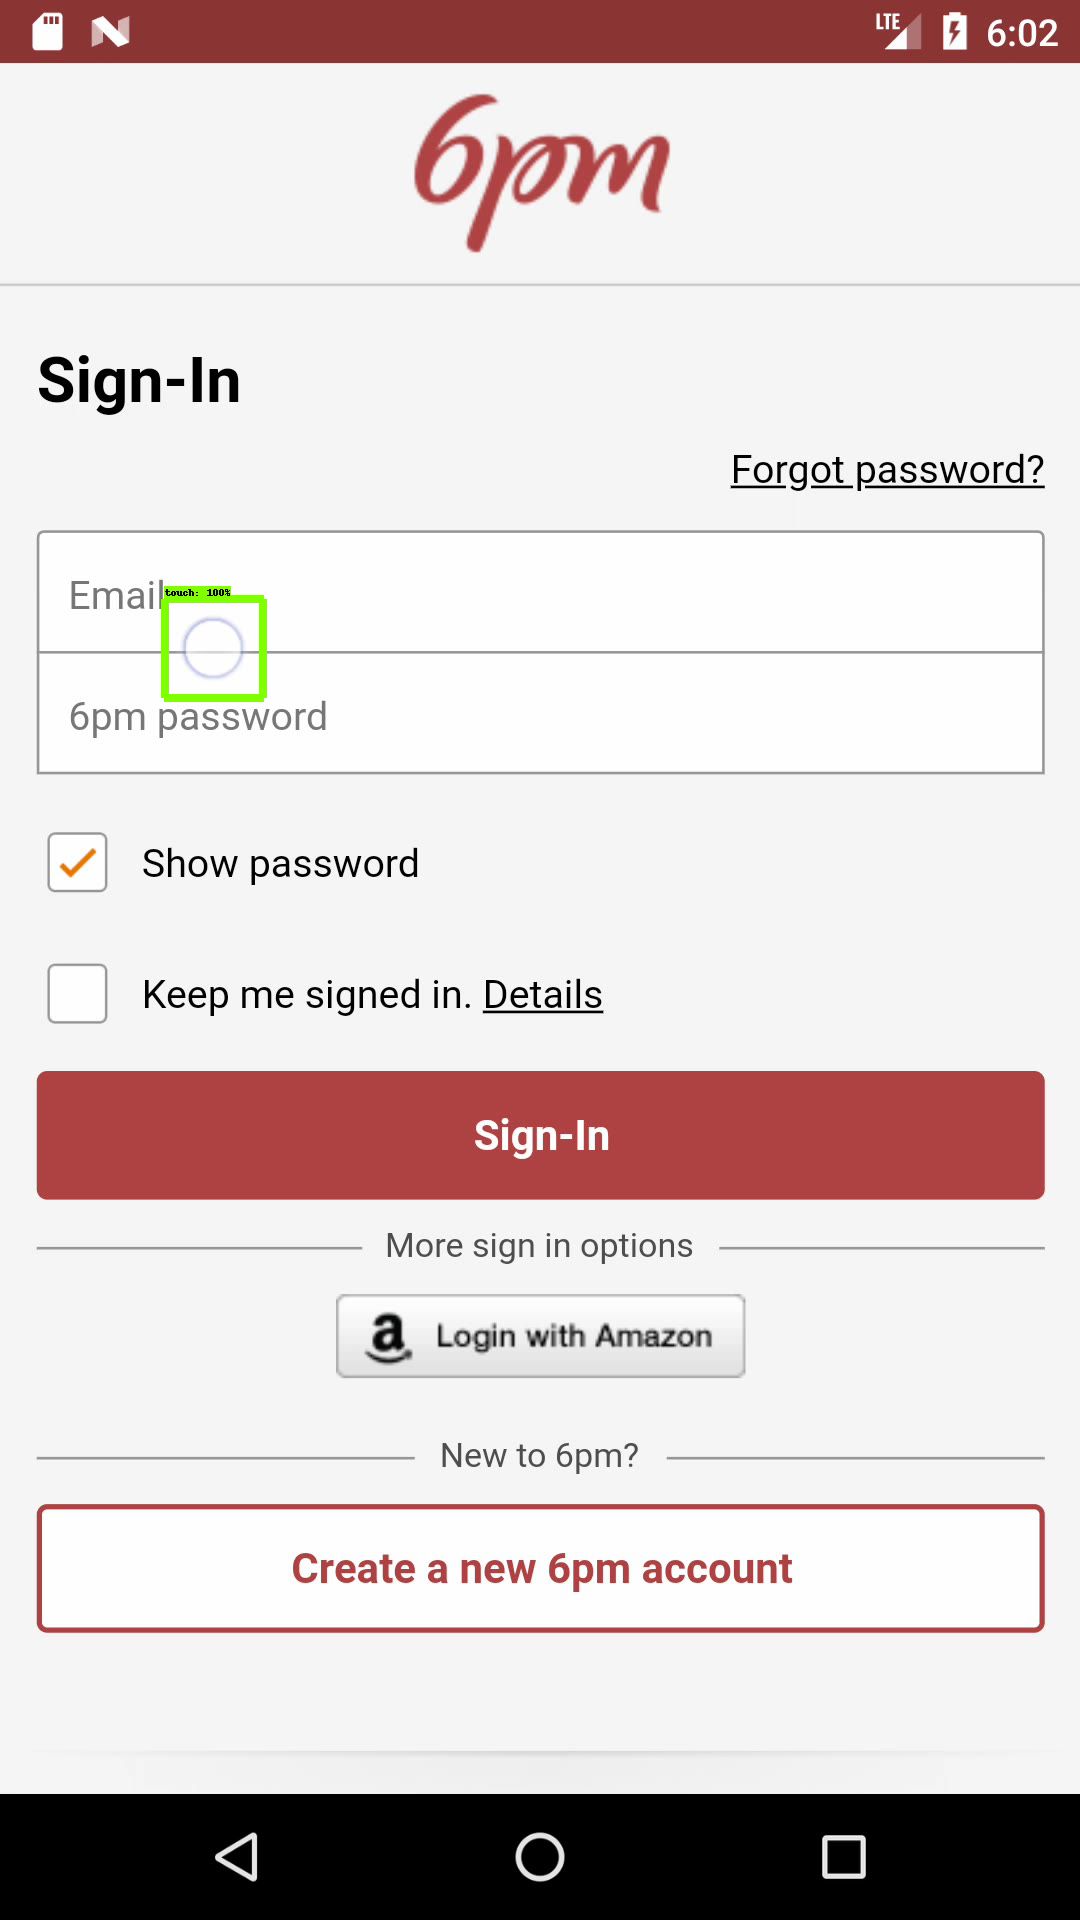 LTE 6:02
6pm
Sign-In
Forgot password?
Email
touch: 100%
6pm password
Show password
Keep me signed in. Details
Sign-In
More sign in options
a Login with Amazon
New to 6pm?
Create a new 6pm account